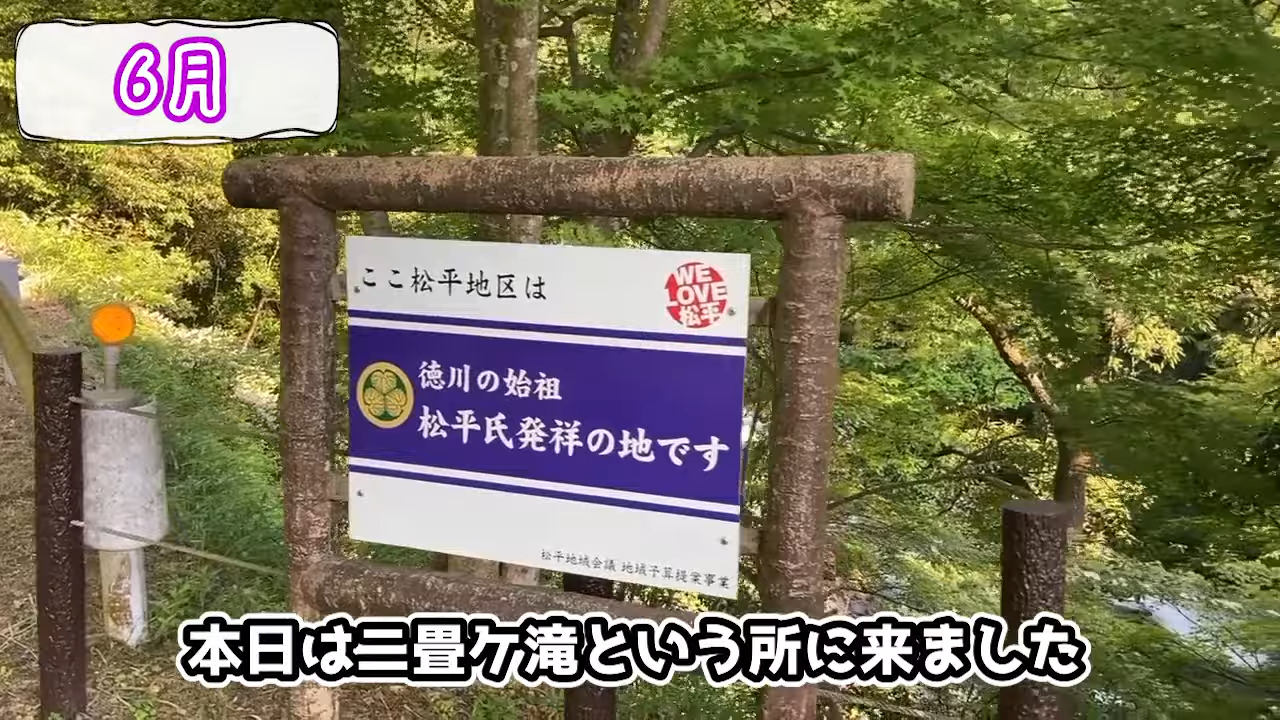 6月
ここ松平地区は
WE
LOVE
松平
徳川の始祖
松平氏発祥の地です
松平地域会議 地域予算提案事業
本日は二畳ケ滝という所に来ました